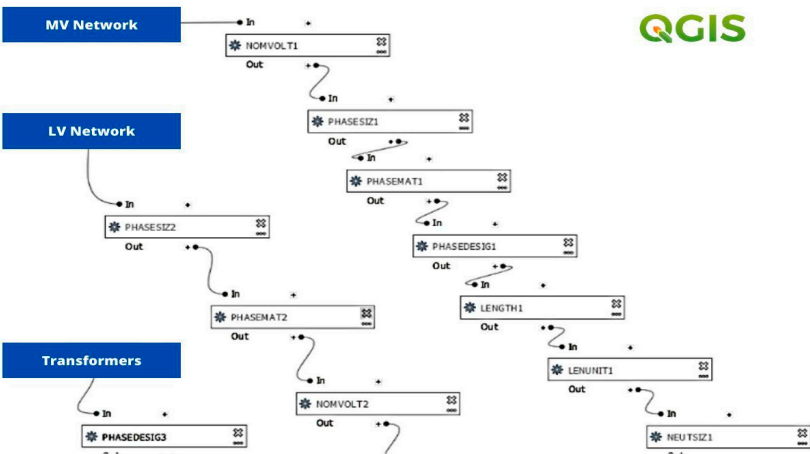 MV Network
In
QGIS
NOMVOLT1
Out
In
PHASESIZ1
Out
LV Network
In
PHASEMAT1
Out
In
PHASESIZ2
Out
In
PHASEDESIG1
Out
In
LENGTH1
Out
In
PHASEMAT2
Out
In
LENUNIT1
Out
Transformers
In
NOMVOLT2
Out
In
NEUTSIZ1
In
PHASEDESIG3